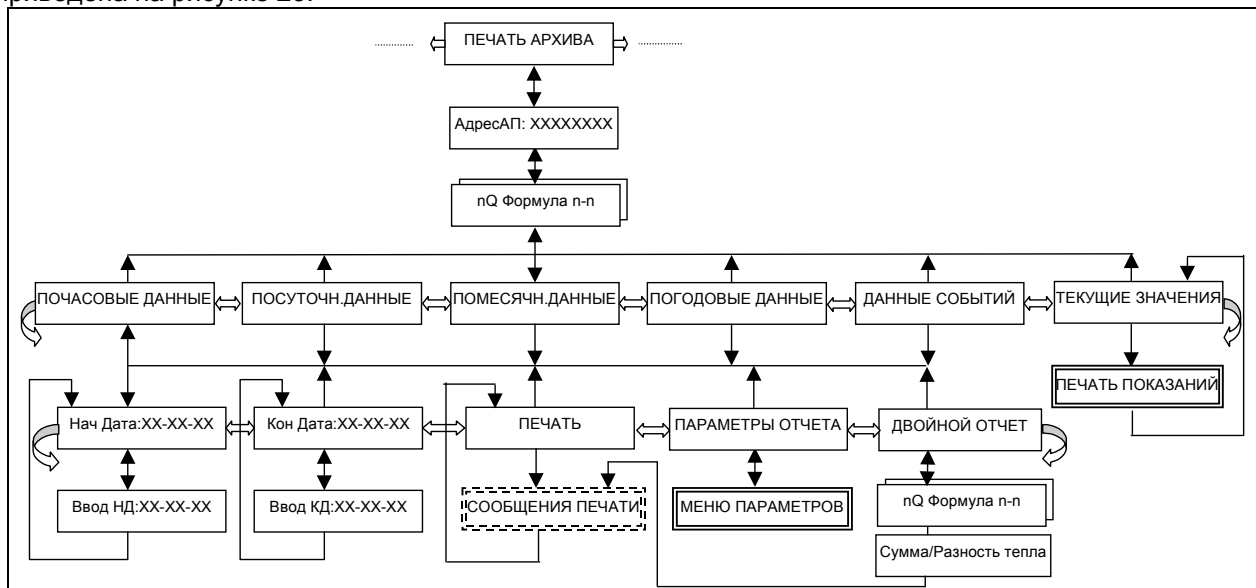 приведена на рисунке 20.
ПЕЧАТЬ АРХИВА
АдресАП: XXXXXXXX
nQ Формула n-n
ПОЧАСОВЫЕ ДАННЫЕ
ПОСУТОЧН.ДАННЫЕ
ПОМЕСЯЧН.ДАННЫЕ
ПОГОДОВЫЕ ДАННЫЕ
ДАННЫЕ СОБЫТИЙ
ТЕКУЩИЕ ЗНАЧЕНИЯ
ПЕЧАТЬ ПОКАЗАНИЙ
Нач Дата:XX-XX-XX
Кон Дата:XX-XX-XX
ПЕЧАТЬ
ПАРАМЕТРЫ ОТЧЕТА
ДВОЙНОЙ ОТЧЕТ
Ввод НД:XX-XX-XX
Ввод КД:XX-XX-XX
СООБЩЕНИЯ ПЕЧАТИ
МЕНЮ ПАРАМЕТРОВ
nQ Формула n-n
Сумма/Разность тепла